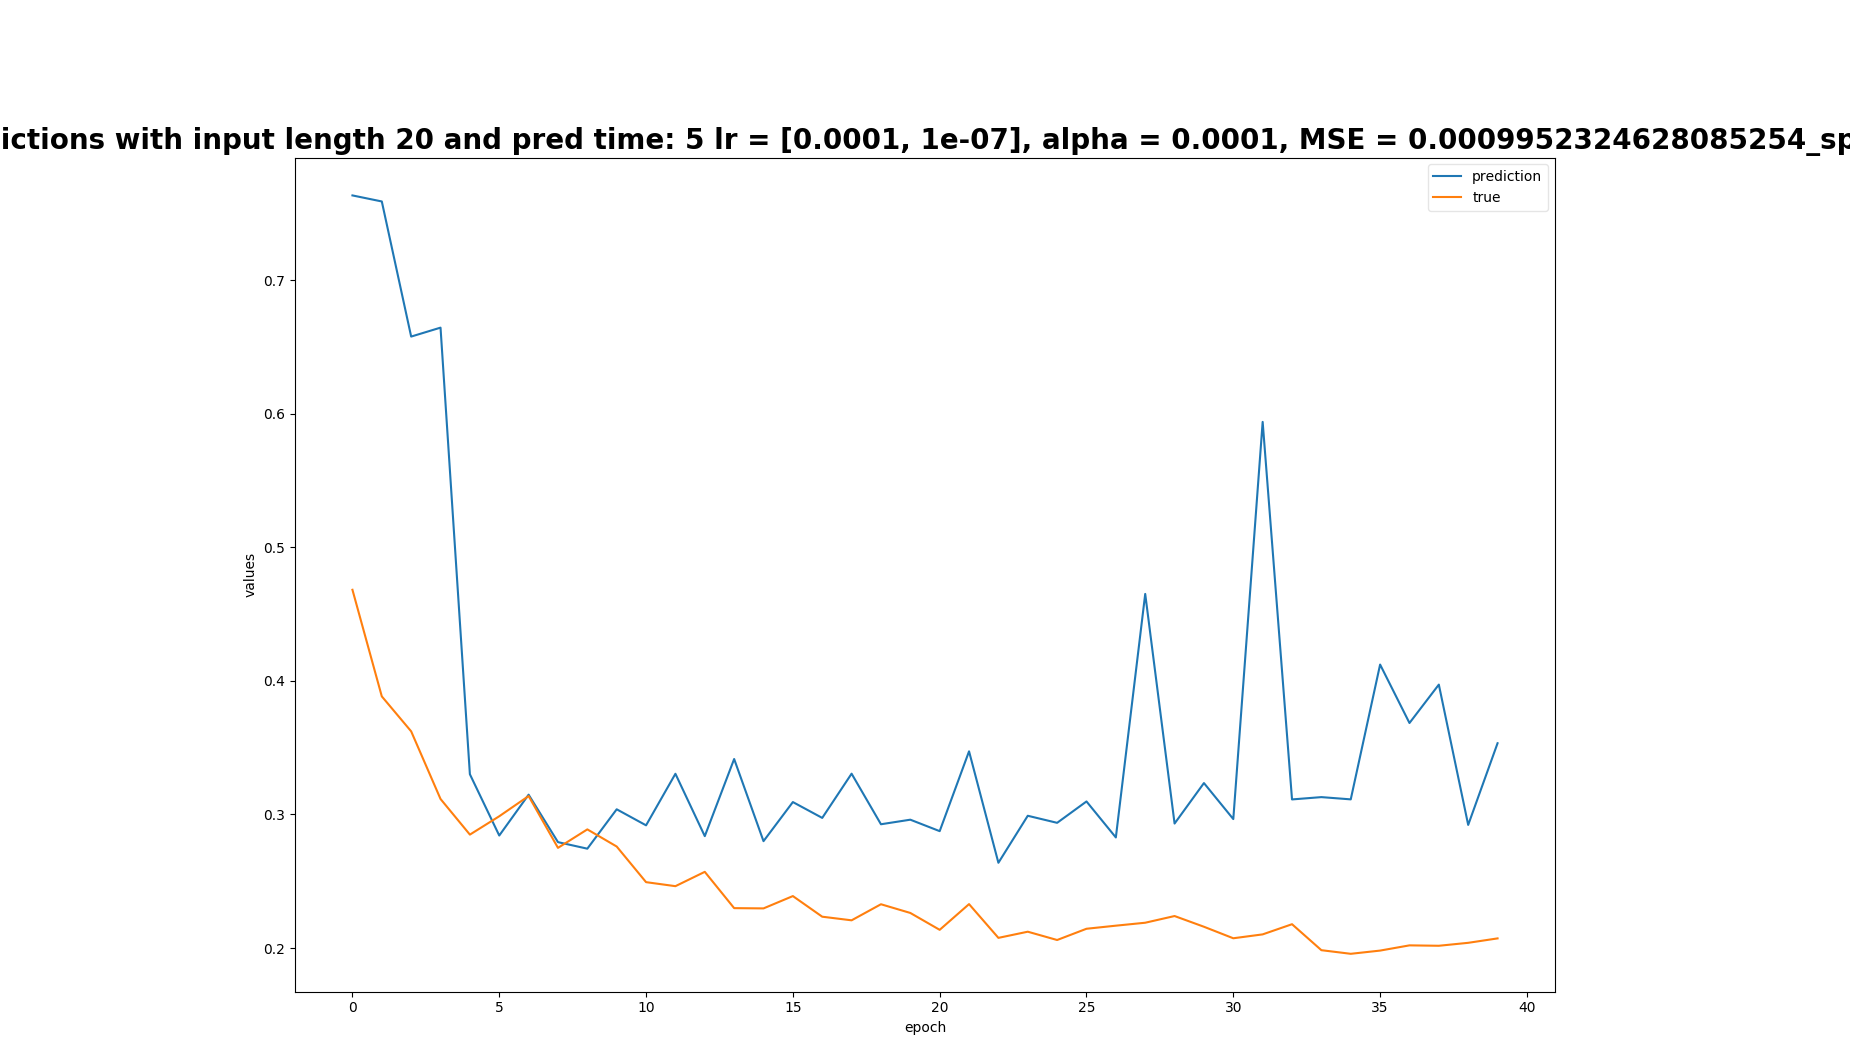 ictions with input length 20 and pred time: 5 lr = [0.0001, 1e-07], alpha = 0.0001, MSE = 0.0009952324628085254_sp
prediction
true
0.7
0.6
0.5
0.4
0.3
0.2
values
0 5 10 15 20 25 30 35 40
epoch